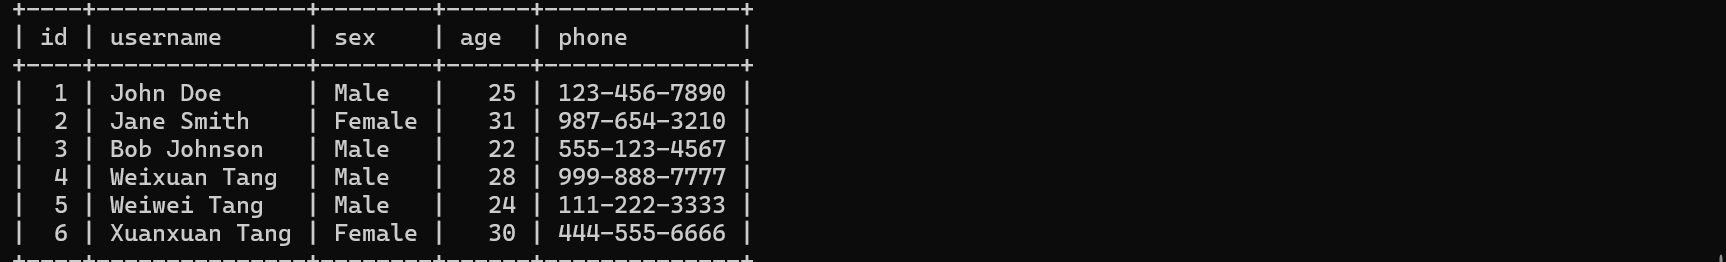 +----+---------------+--------+------+--------------+
| id | username      | sex    | age  | phone        |
+----+---------------+--------+------+--------------+
|  1 | John Doe      | Male   |   25 | 123-456-7890 |
|  2 | Jane Smith    | Female |   31 | 987-654-3210 |
|  3 | Bob Johnson   | Male   |   22 | 555-123-4567 |
|  4 | Weixuan Tang  | Male   |   28 | 999-888-7777 |
|  5 | Weiwei Tang   | Male   |   24 | 111-222-3333 |
|  6 | Xuanxuan Tang | Female |   30 | 444-555-6666 |
+----+---------------+--------+------+--------------+